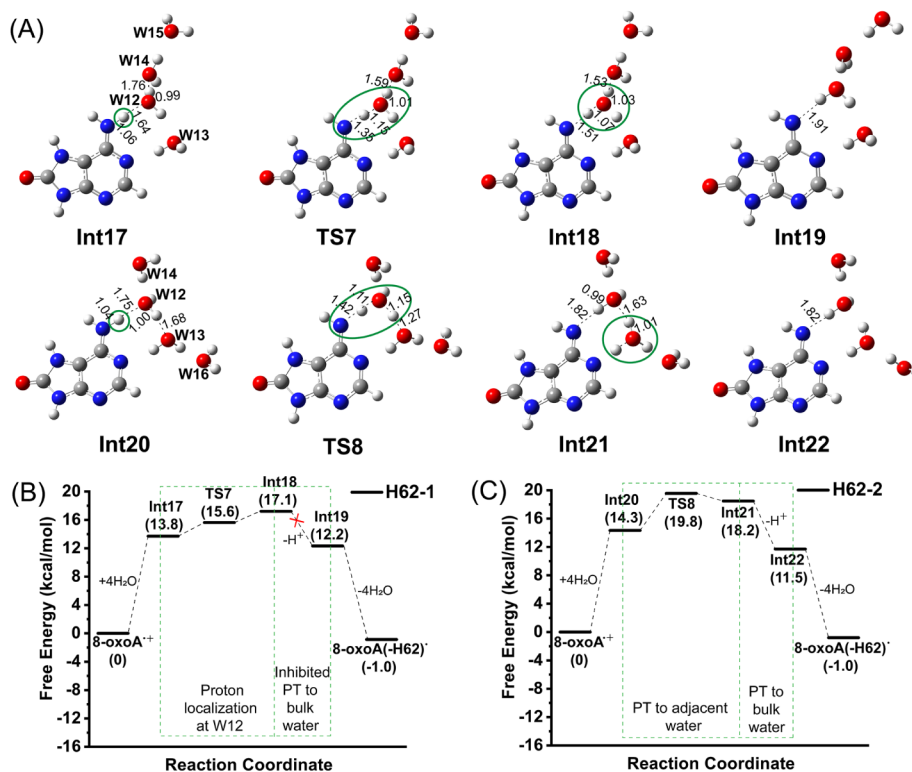 (A)
W15
W14
1.76
W12
0.99
1.64
1.06
W13
Int17
1.59
1.01
1.15
1.35
TS7
1.53
1.03
1.07
1.51
Int18
1.91
Int19
W14
W12
1.75
1.04
1.00
1.68
W13
W16
Int20
1.11
1.42
1.15
1.27
TS8
0.99
1.82
1.63
1.01
Int21
1.82
Int22
(B)
Free Energy (kcal/mol)
20
16
12
8
4
0
-4
-8
-12
-16
8-oxoA·+
(0)
+4H₂O
Int17
(13.8)
TS7
(15.6)
Int18
(17.1)
-H⁺
Int19
(12.2)
-4H₂O
8-oxoA(-H62)·
(-1.0)
H62-1
Proton
localization
at W12
Inhibited
PT to
bulk
water
Reaction Coordinate
(C)
Free Energy (kcal/mol)
20
16
12
8
4
0
-4
-8
-12
-16
8-oxoA·+
(0)
+4H₂O
Int20
(14.3)
TS8
(19.8)
Int21
(18.2)
-H⁺
Int22
(11.5)
-4H₂O
8-oxoA(-H62)·
(-1.0)
H62-2
PT to adjacent
water
PT to
bulk
water
Reaction Coordinate